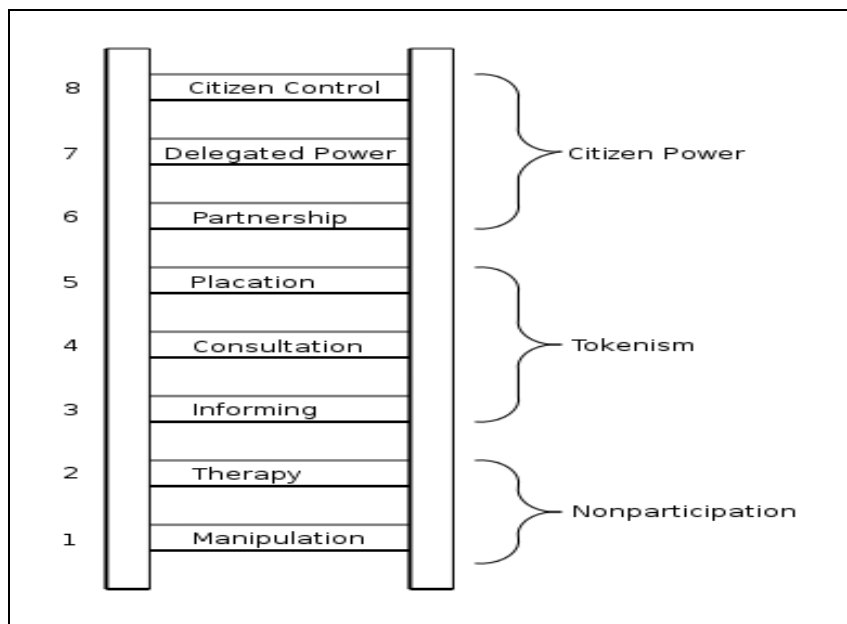 8 Citizen Control
7 Delegated Power Citizen Power
6 Partnership
5 Placation
4 Consultation Tokenism
3 Informing
2 Therapy
Nonparticipation
1 Manipulation